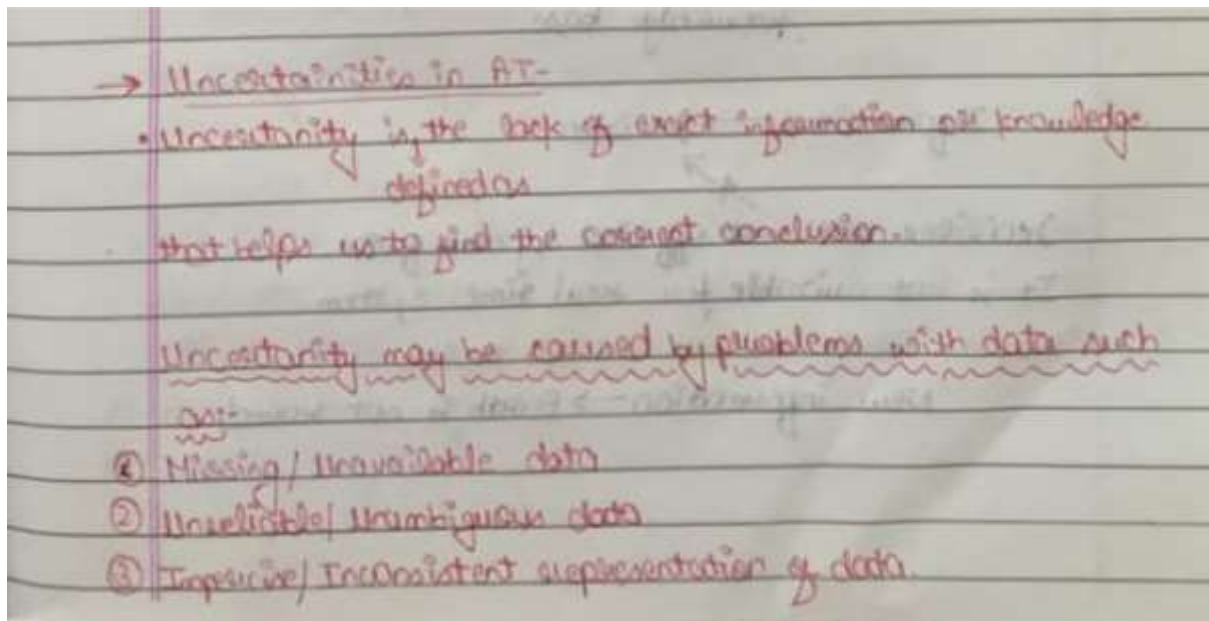 → Uncertainities in AI-
• Uncertanity is the lack of exact information or knowledge
defined as
that helps us to find the correct conclusion.
Uncertanity may be caused by problems with data such
as:-
① Missing/ Unavailable data
② Unreliable/ Unambiguous data
③ Impercise/ Inconsistent representation of data.